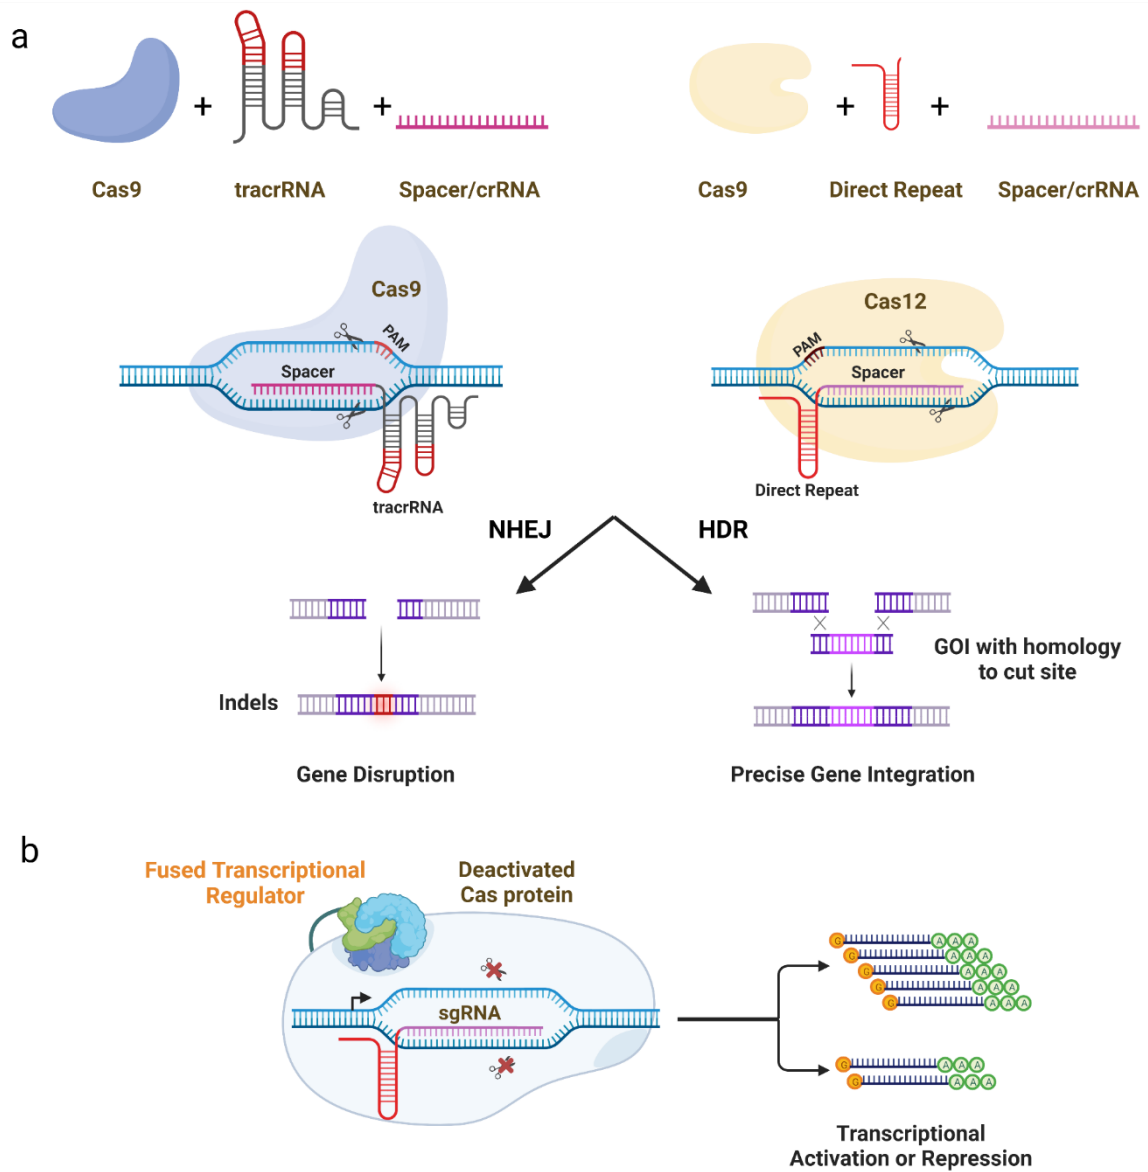 a
+ + + +
Cas9 tracrRNA Spacer/crRNA Cas9 Direct Repeat Spacer/crRNA
Cas9
PAM
Spacer
tracrRNA
Cas12
PAM
Spacer
Direct Repeat
NHEJ HDR
Indels
Gene Disruption
GOI with homology
to cut site
Precise Gene Integration
b
Fused Transcriptional
Regulator
Deactivated
Cas protein
sgRNA
G A A A
G A A A
G A A A
G A A A
G A A A
G A A A
G A A A
Transcriptional
Activation or Repression